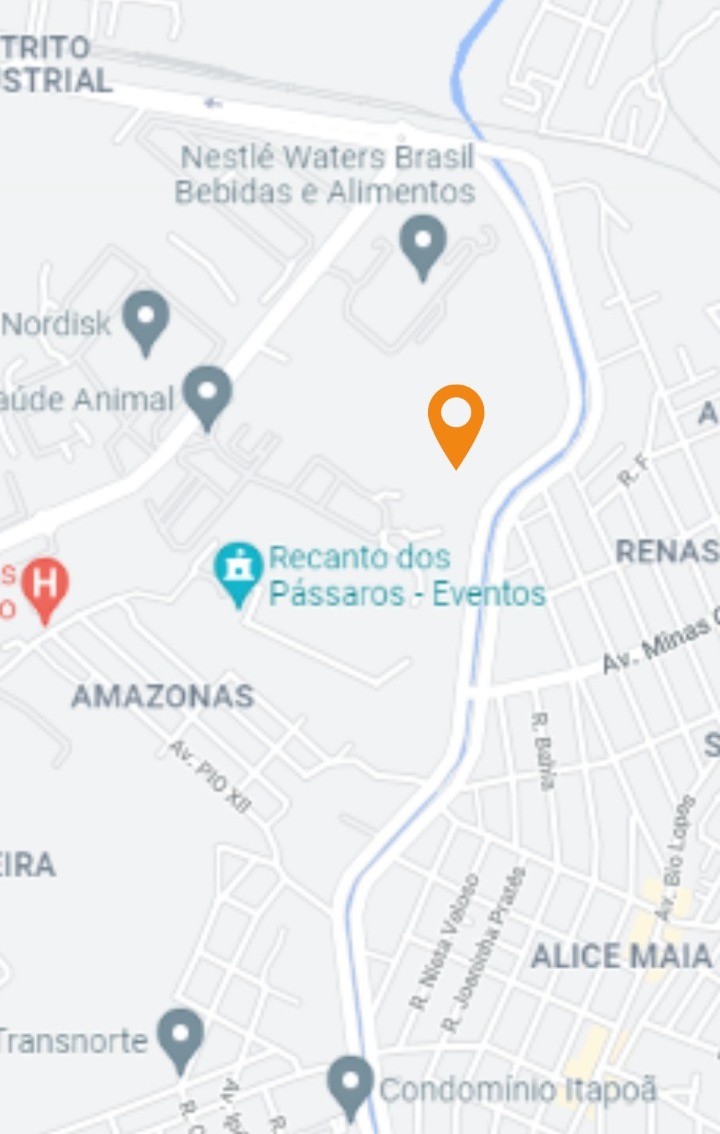 TRITO
USTRIAL
Nestlé Waters Brasil
Bebidas e Alimentos
Nordisk
aúde Animal
R. F
RENAS
S
H
O
Recanto dos
Pássaros - Eventos
Av. Minas G
AMAZONAS
R. Bahia
S
Av. PIO XII
Av. Bio Lopes
EIRA
R. Nieta Veloso
R. Joaninha Prates
ALICE MAIA
Transnorte
Condomínio Itapoã
R. C
Av.
R.